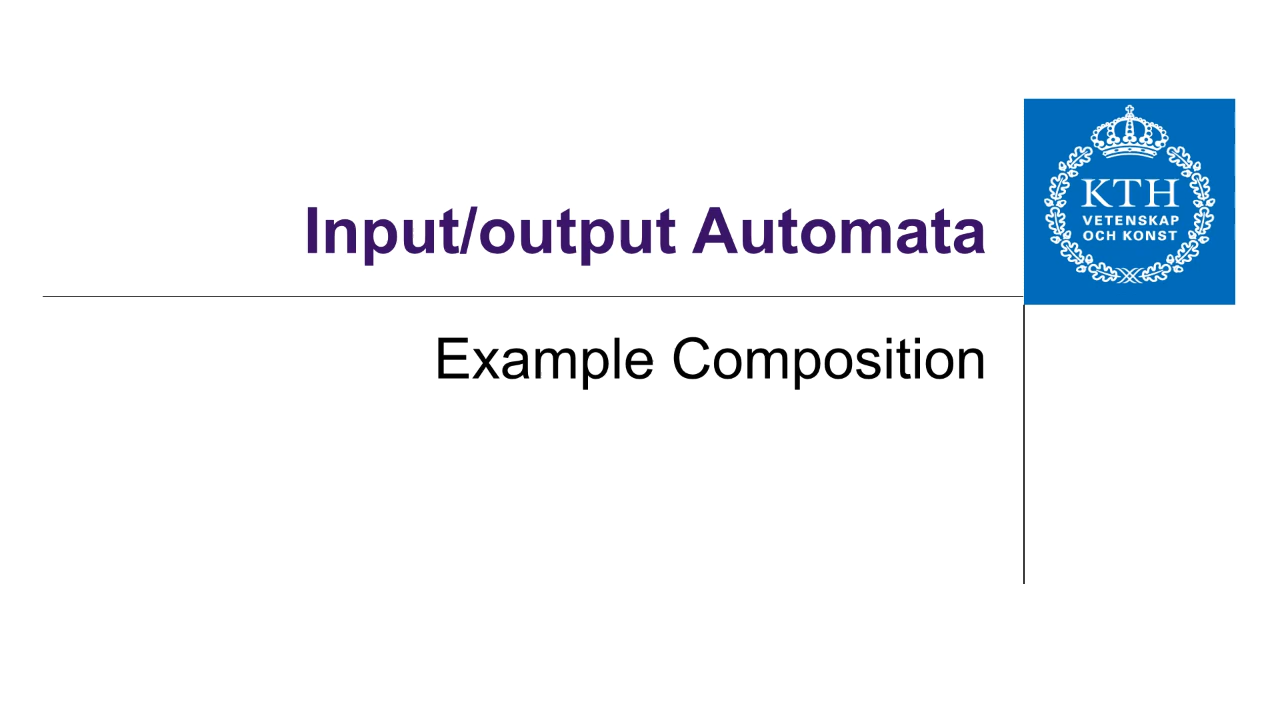 Input/output Automata
KTH
VETENSKAP
OCH KONST
Example Composition